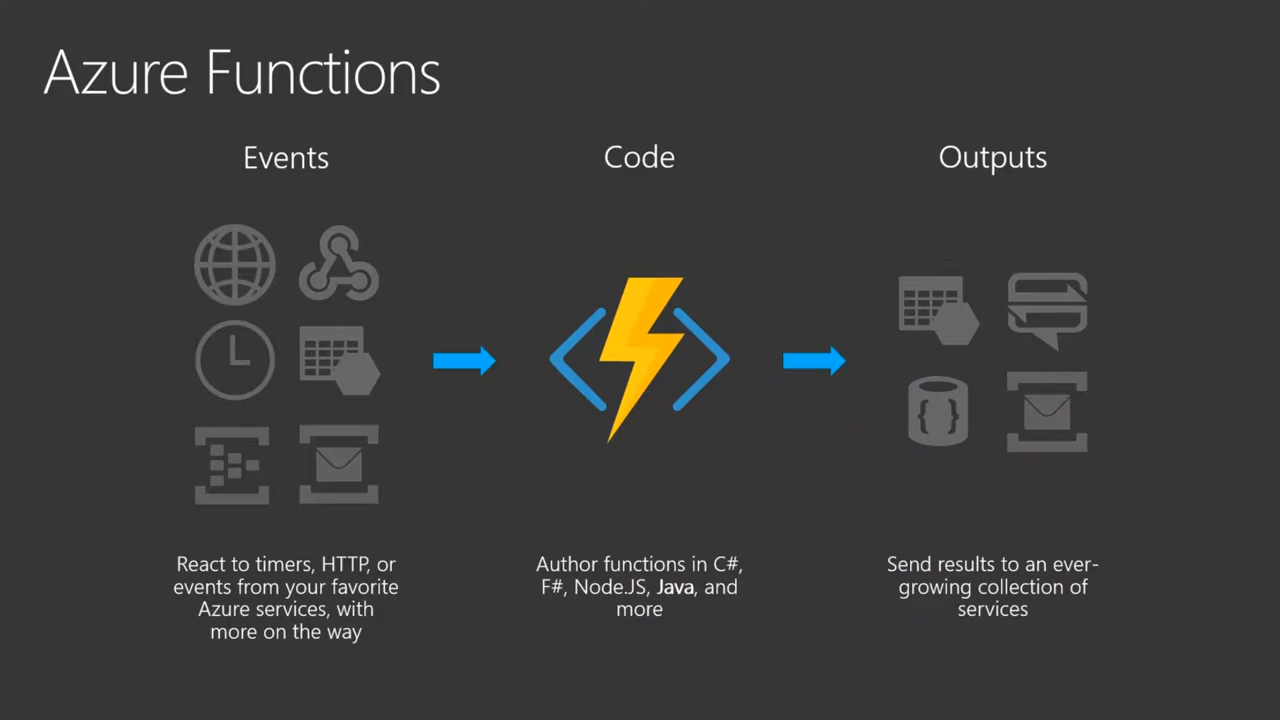 Azure Functions
Events
Code
Outputs
React to timers, HTTP, or
events from your favorite
Azure services, with
more on the way
Author functions in C#,
F#, Node.JS, Java, and
more
Send results to an ever-
growing collection of
services